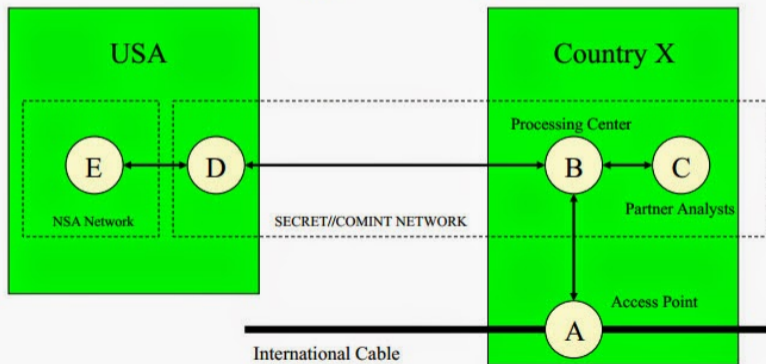 USA
Country X
Processing Center
E
D
B
C
NSA Network
SECRET//COMINT NETWORK
Partner Analysts
Access Point
A
International Cable